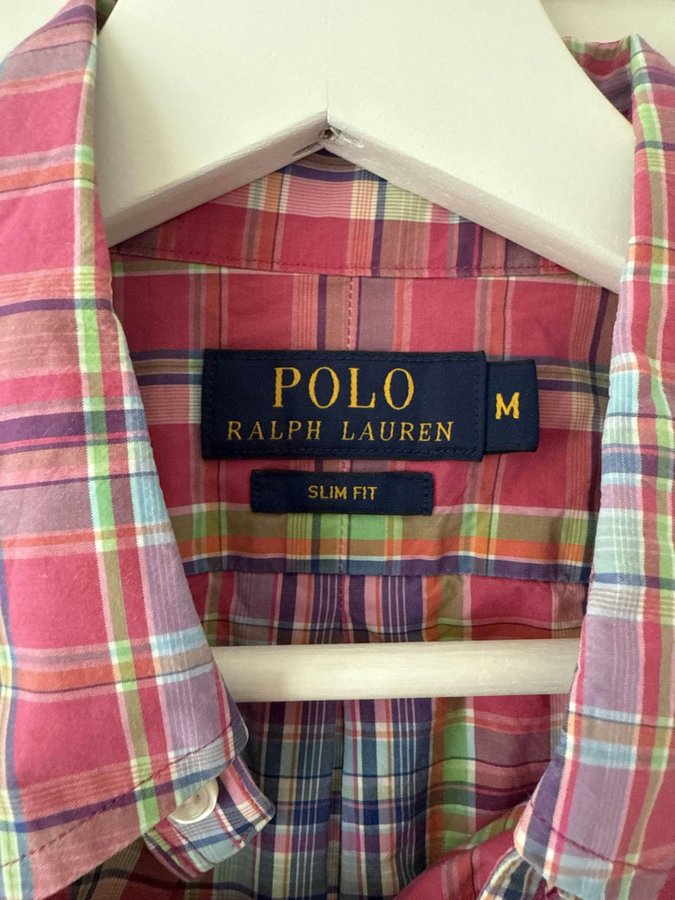 POLO
RALPH LAUREN
M
SLIM FIT